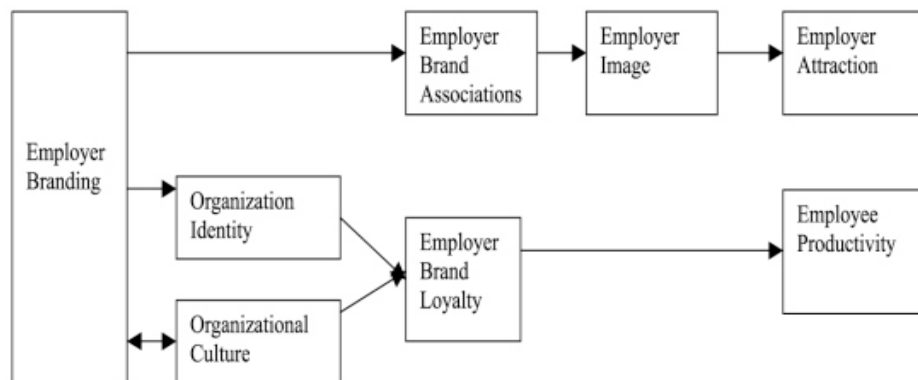 Employer
Branding
Employer
Brand
Associations
Employer
Image
Employer
Attraction
Organization
Identity
Organizational
Culture
Employer
Brand
Loyalty
Employee
Productivity